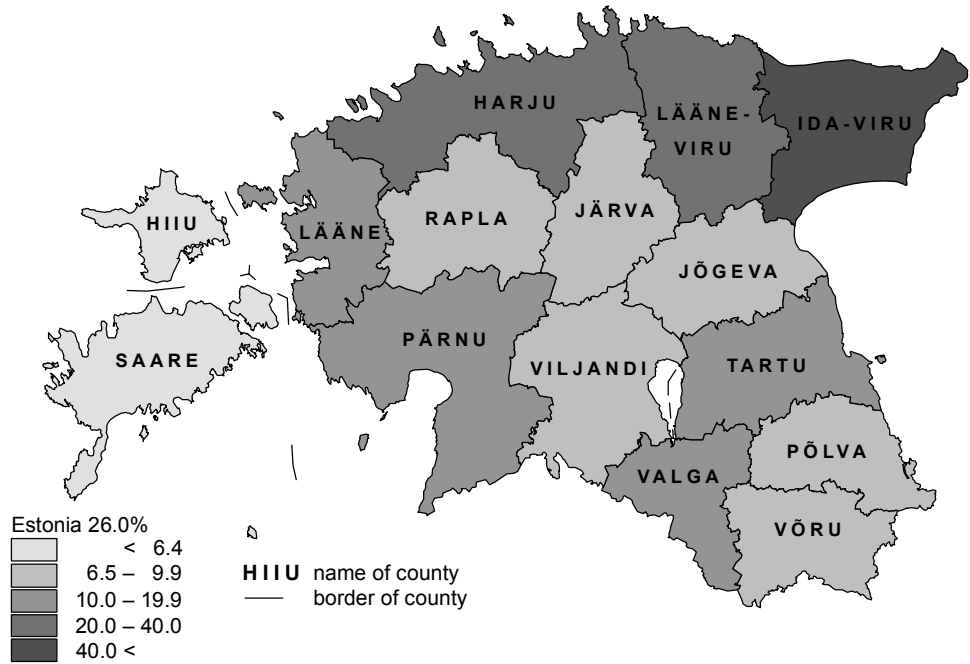 HARJU
LÄÄNE-
VIRU
IDA-VIRU
HIIU
LÄÄNE
RAPLA
JÄRVA
JÕGEVA
SAARE
PÄRNU
VILJANDI
TARTU
VALGA
PÕLVA
VÕRU
Estonia 26.0%
< 6.4
6.5 – 9.9
10.0 – 19.9
20.0 – 40.0
40.0 <
HIIU name of county
border of county